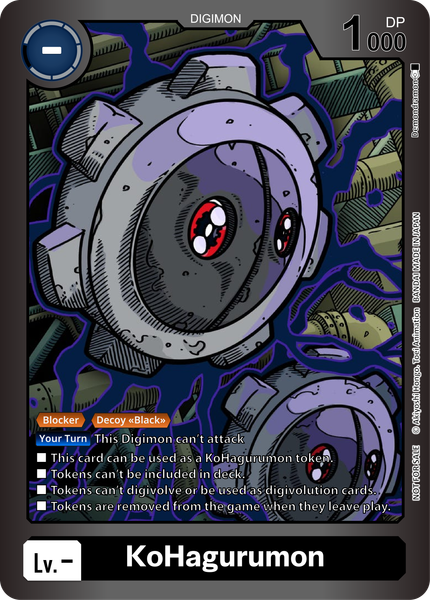 DIGIMON
-
DP
1000
Blocker Decoy «Black»
Your Turn This Digimon can't attack
This card can be used as a KoHagurumon token.
Tokens can't be included in deck.
Tokens can't digivolve or be used as digivolution cards.
Tokens are removed from the game when they leave play.
Lv.-
KoHagurumon
Demondramon
NOT FOR SALE © Akiyoshi Hongo, Toei Animation BANDAI MADE IN JAPAN